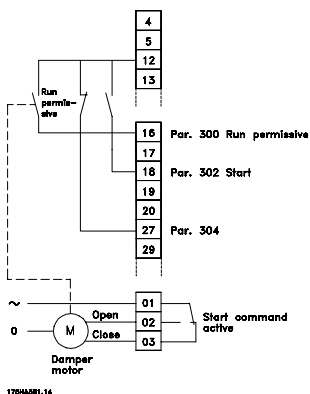 4
5
12
13
Run
permis-
sive
16 Par. 300 Run permissive
17
18 Par. 302 Start
19
20
27 Par. 304
29
~ 01
Open 02 Start command
active
0 M
Close 03
Damper
motor
175HA591.14